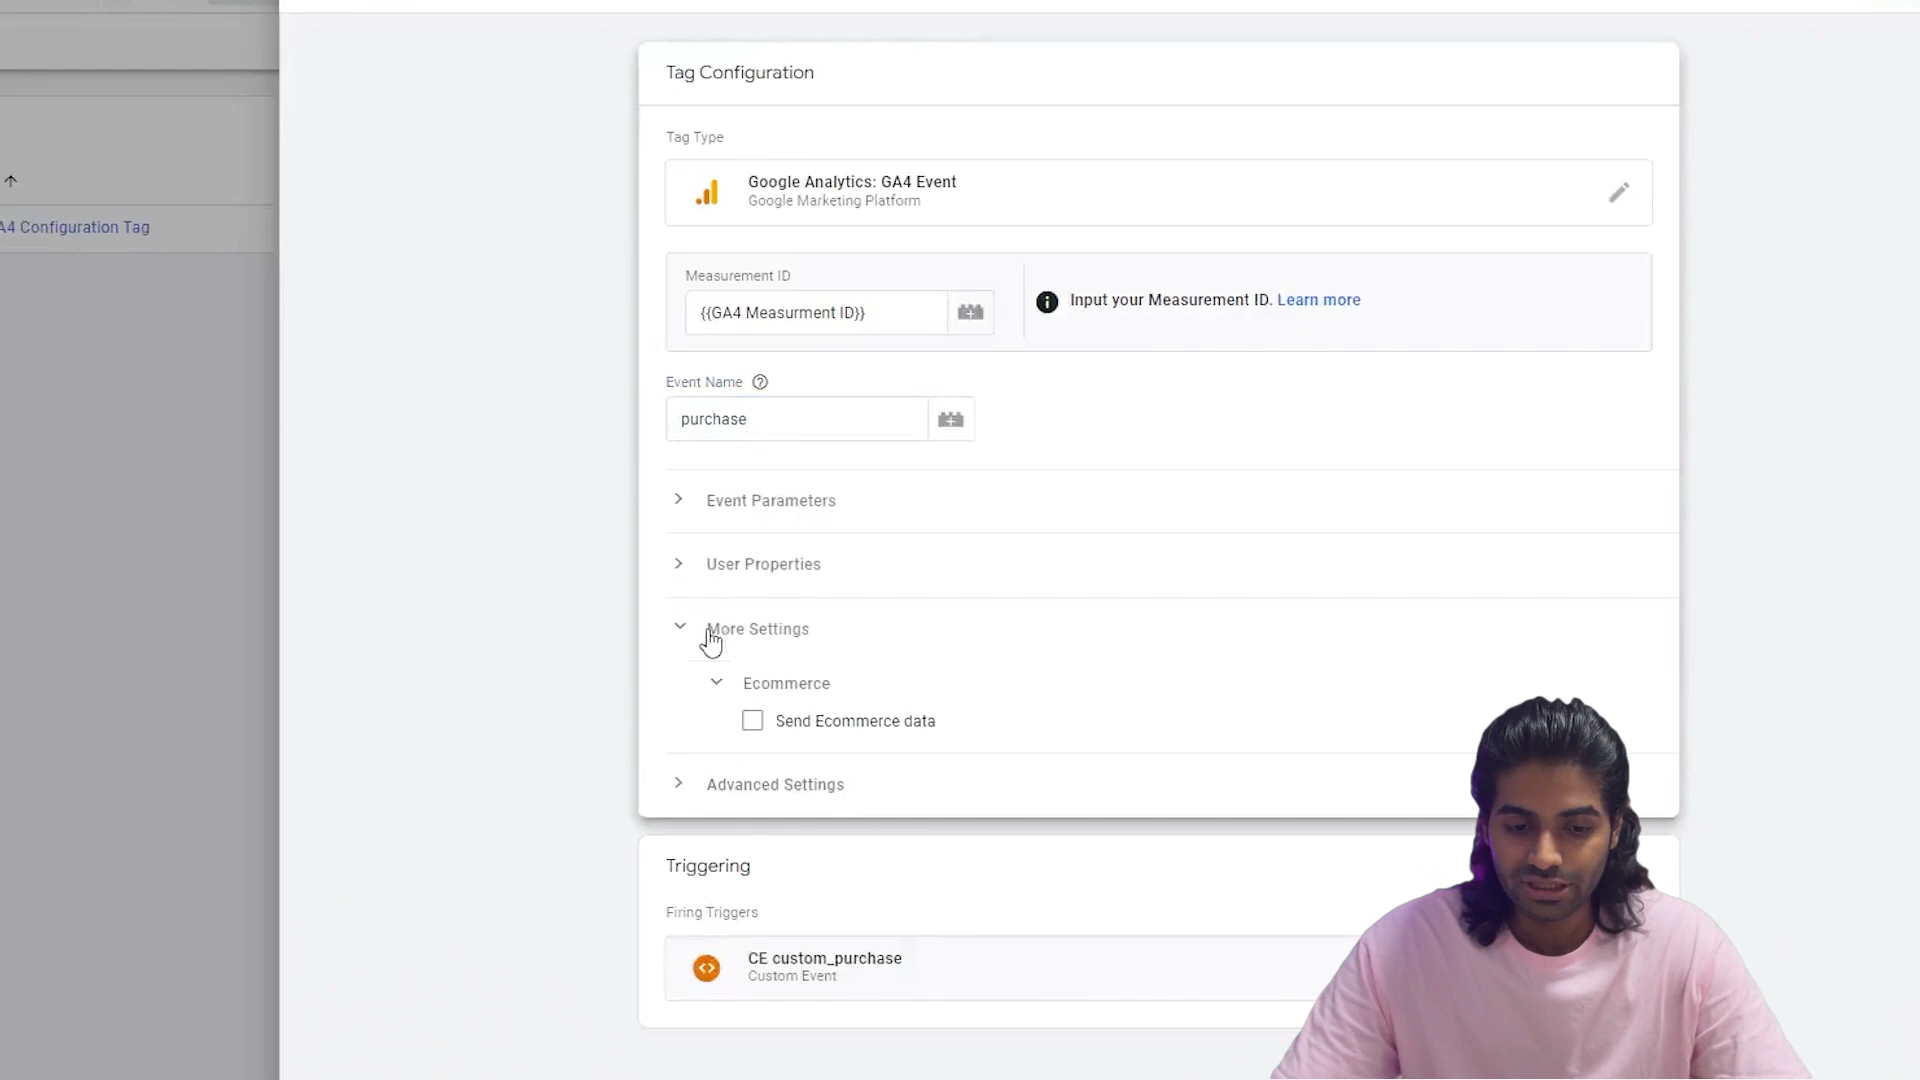 Tag Configuration
Tag Type
Google Analytics: GA4 Event
Google Marketing Platform
A4 Configuration Tag
Measurement ID
{{GA4 Measurment ID}}
Input your Measurement ID. Learn more
Event Name
purchase
Event Parameters
User Properties
More Settings
Ecommerce
Send Ecommerce data
Advanced Settings
Triggering
Firing Triggers
CE custom_purchase
Custom Event